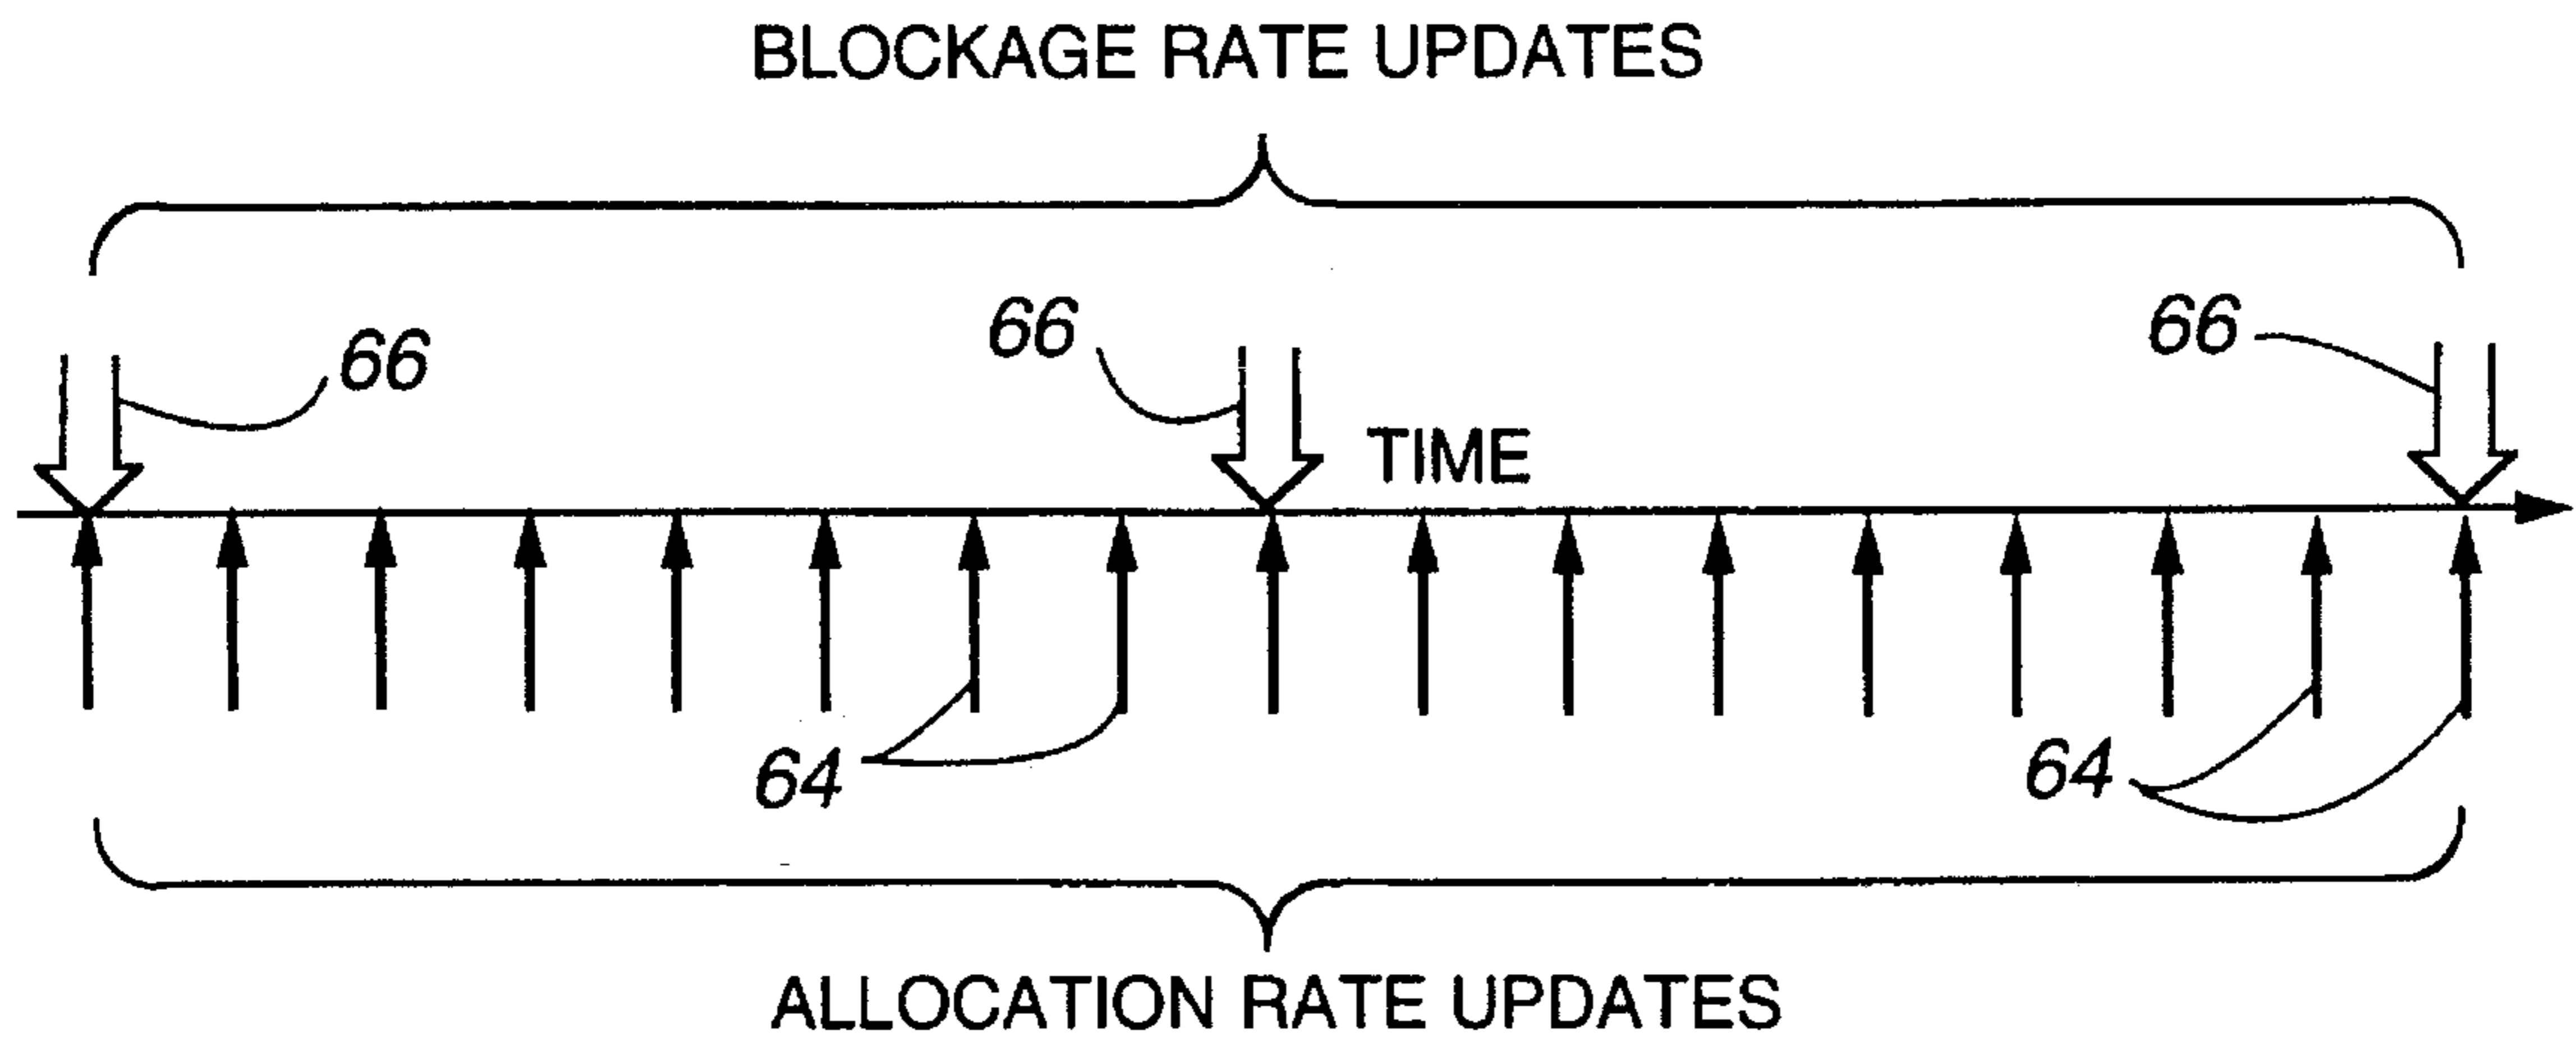 BLOCKAGE RATE UPDATES
66
66
66
TIME
64
64
ALLOCATION RATE UPDATES